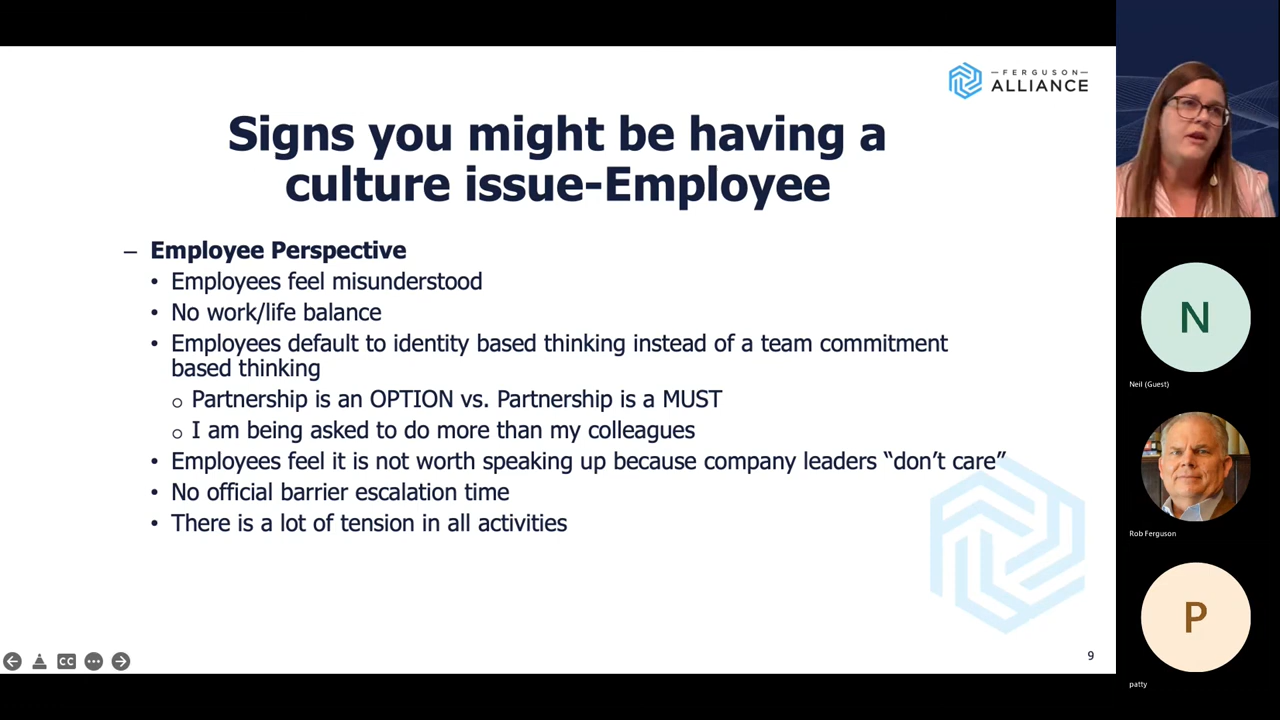 — FERGUSON —
ALLIANCE
Signs you might be having a
culture issue-Employee
– Employee Perspective
• Employees feel misunderstood
• No work/life balance
• Employees default to identity based thinking instead of a team commitment
based thinking
o Partnership is an OPTION vs. Partnership is a MUST
o I am being asked to do more than my colleagues
• Employees feel it is not worth speaking up because company leaders “don’t care”
• No official barrier escalation time
• There is a lot of tension in all activities
CC
9
N
Neil (Guest)
Rob Ferguson
P
patty